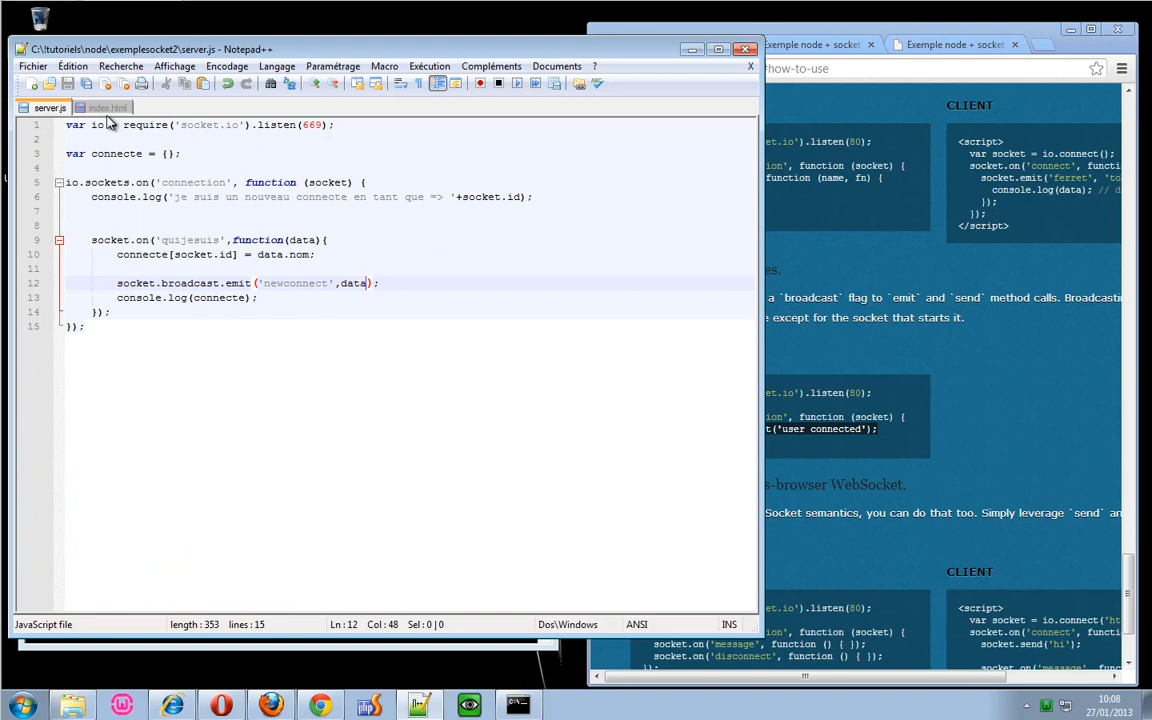 C:\!tutoriels\node\exemplesocket2\server.js - Notepad++
Fichier Édition Recherche Affichage Encodage Langage Paramétrage Macro Exécution Compléments Documents ? X
server.js index.html
1 var io = require('socket.io').listen(669);
2
3 var connecte = {};
4
5 io.sockets.on('connection', function (socket) {
6 console.log('je suis un nouveau connecte en tant que => '+socket.id);
7
8
9 socket.on('quijesuis',function(data){
10 connecte[socket.id] = data.nom;
11
12 socket.broadcast.emit ('newconnect',data);
13 console.log(connecte);
14 });
15 });
JavaScript file length : 353 lines : 15 Ln : 12 Col : 48 Sel : 0 | 0 Dos\Windows ANSI INS
Exemple node + socket Exemple node + socket
#how-to-use
CLIENT
et.io').listen(80);
ion', function (socket) {
function (name, fn) {
<script>
var socket = io.connect();
socket.on('connect', functi
socket.emit('ferret', 'to
console.log(data); // d
});
});
</script>
es.
a `broadcast` flag to `emit` and `send` method calls. Broadcasti
e except for the socket that starts it.
et.io').listen(80);
ion', function (socket) {
t('user connected');
s-browser WebSocket.
Socket semantics, you can do that too. Simply leverage `send` an
CLIENT
et.io').listen(80);
ion', function (socket) {
socket.on('message', function () { });
socket.on('disconnect', function () { });
});
<script>
var socket = io.connect('ht
socket.on('connect', functi
socket.send('hi');
socket.on('message', functi
php
10:08
27/01/2013